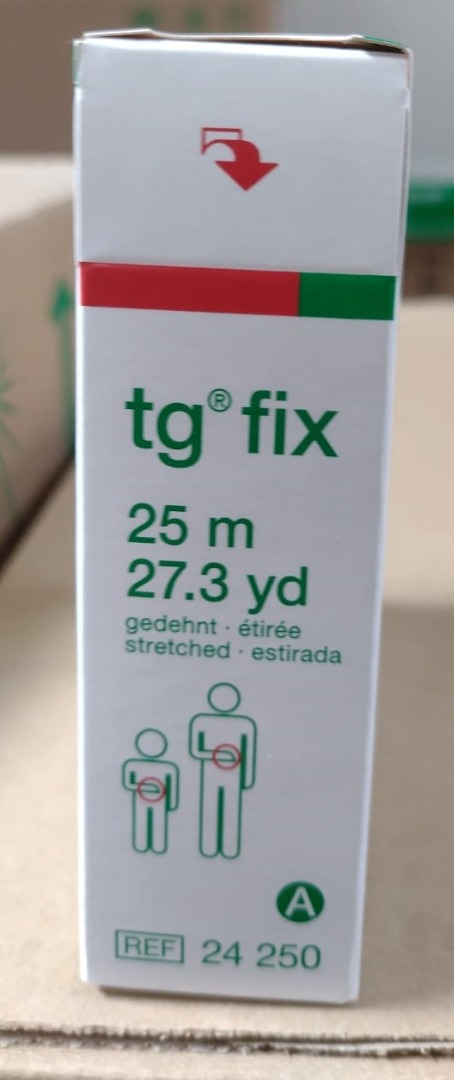 tg® fix
25 m
27.3 yd
gedehnt · étirée
stretched · estirada
A
REF 24 250